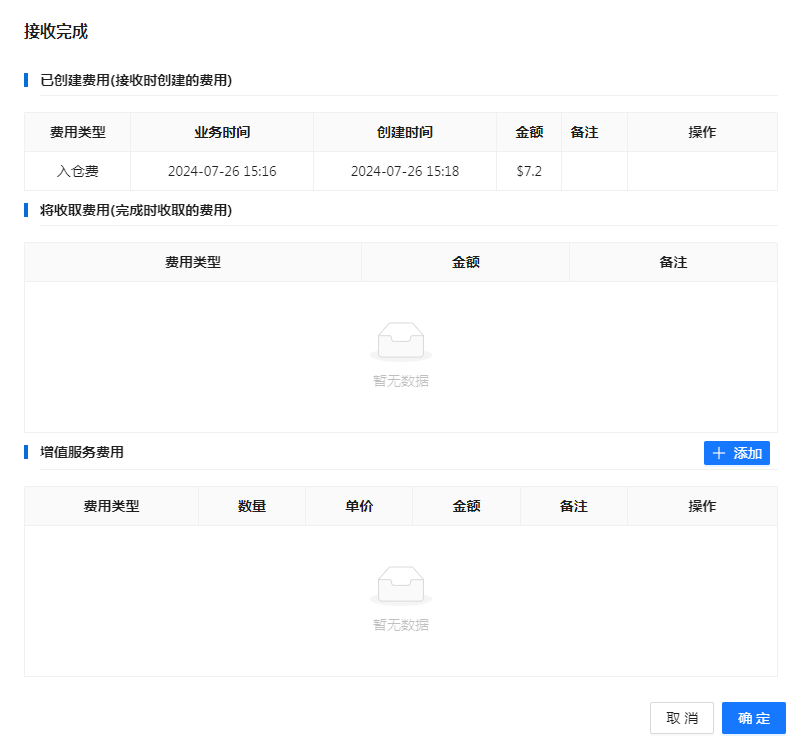 接收完成
已创建费用(接收时创建的费用)
费用类型 业务时间 创建时间 金额 备注 操作
入仓费 2024-07-26 15:16 2024-07-26 15:18 $7.2
将收取费用(完成时收取的费用)
费用类型 金额 备注
暂无数据
增值服务费用 添加
费用类型 数量 单价 金额 备注 操作
暂无数据
取 消 确 定